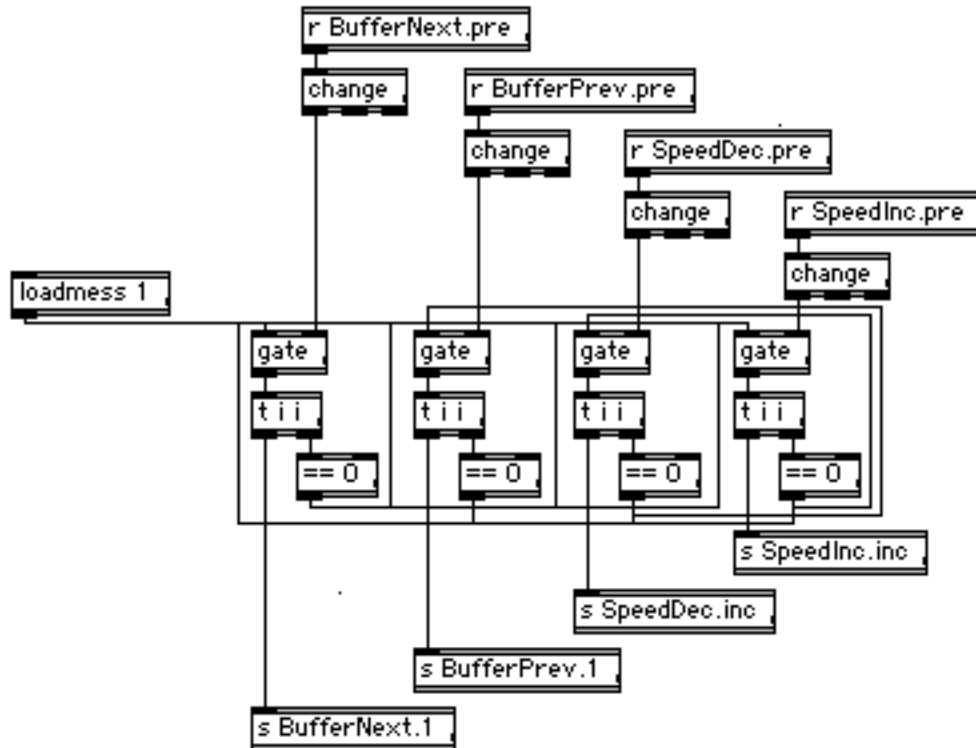 r BufferNext.pre
change
r BufferPrev.pre
change
r SpeedDec.pre
change
r SpeedInc.pre
change
loadmess 1
gate
gate
gate
gate
t i i
t i i
t i i
t i i
== 0
== 0
== 0
== 0
s SpeedInc.inc
s SpeedDec.inc
s BufferPrev.1
s BufferNext.1